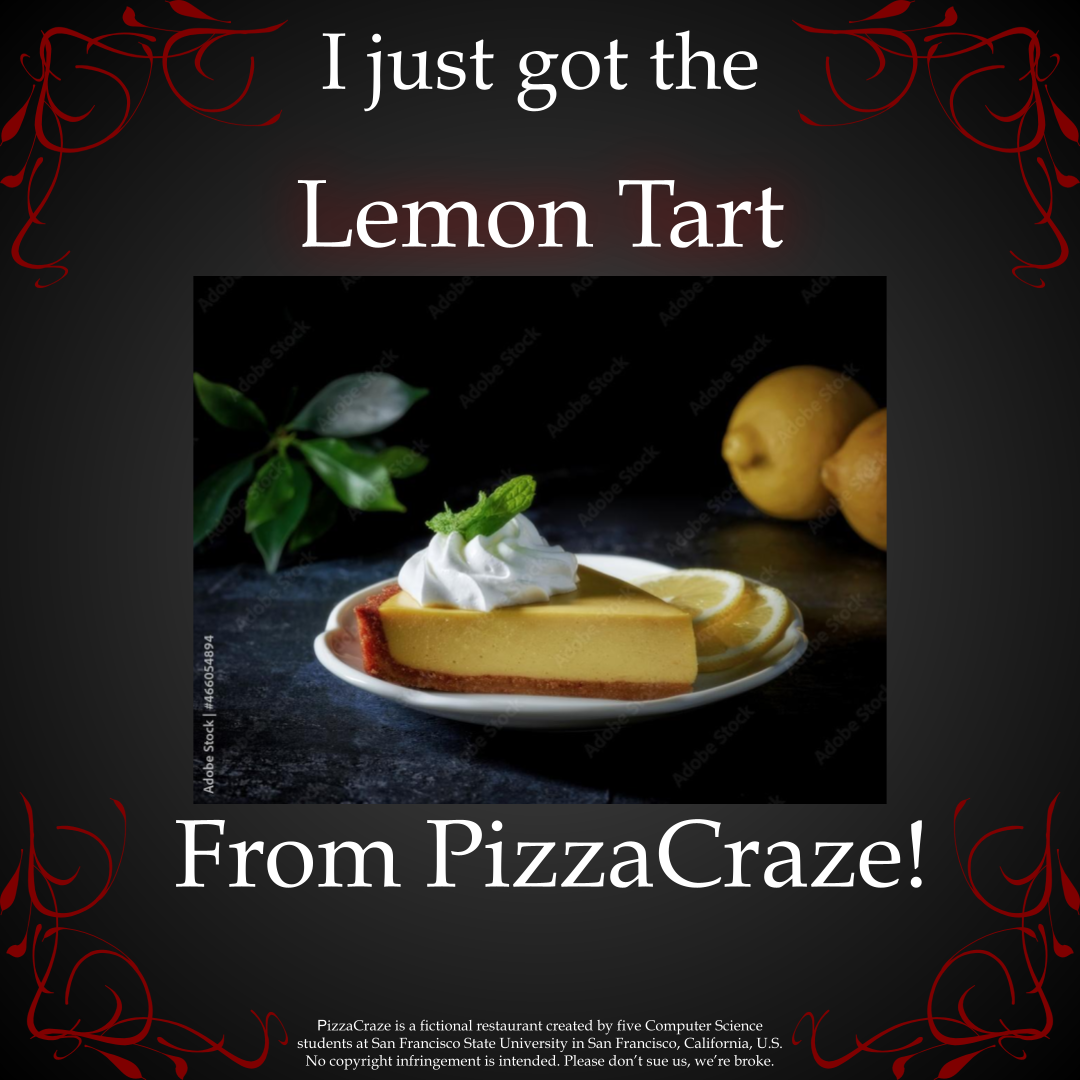 I just got the
Lemon Tart
Adobe Stock | #466054894
From PizzaCraze!
PizzaCraze is a fictional restaurant created by five Computer Science
students at San Francisco State University in San Francisco, California, U.S.
No copyright infringement is intended. Please don't sue us, we're broke.